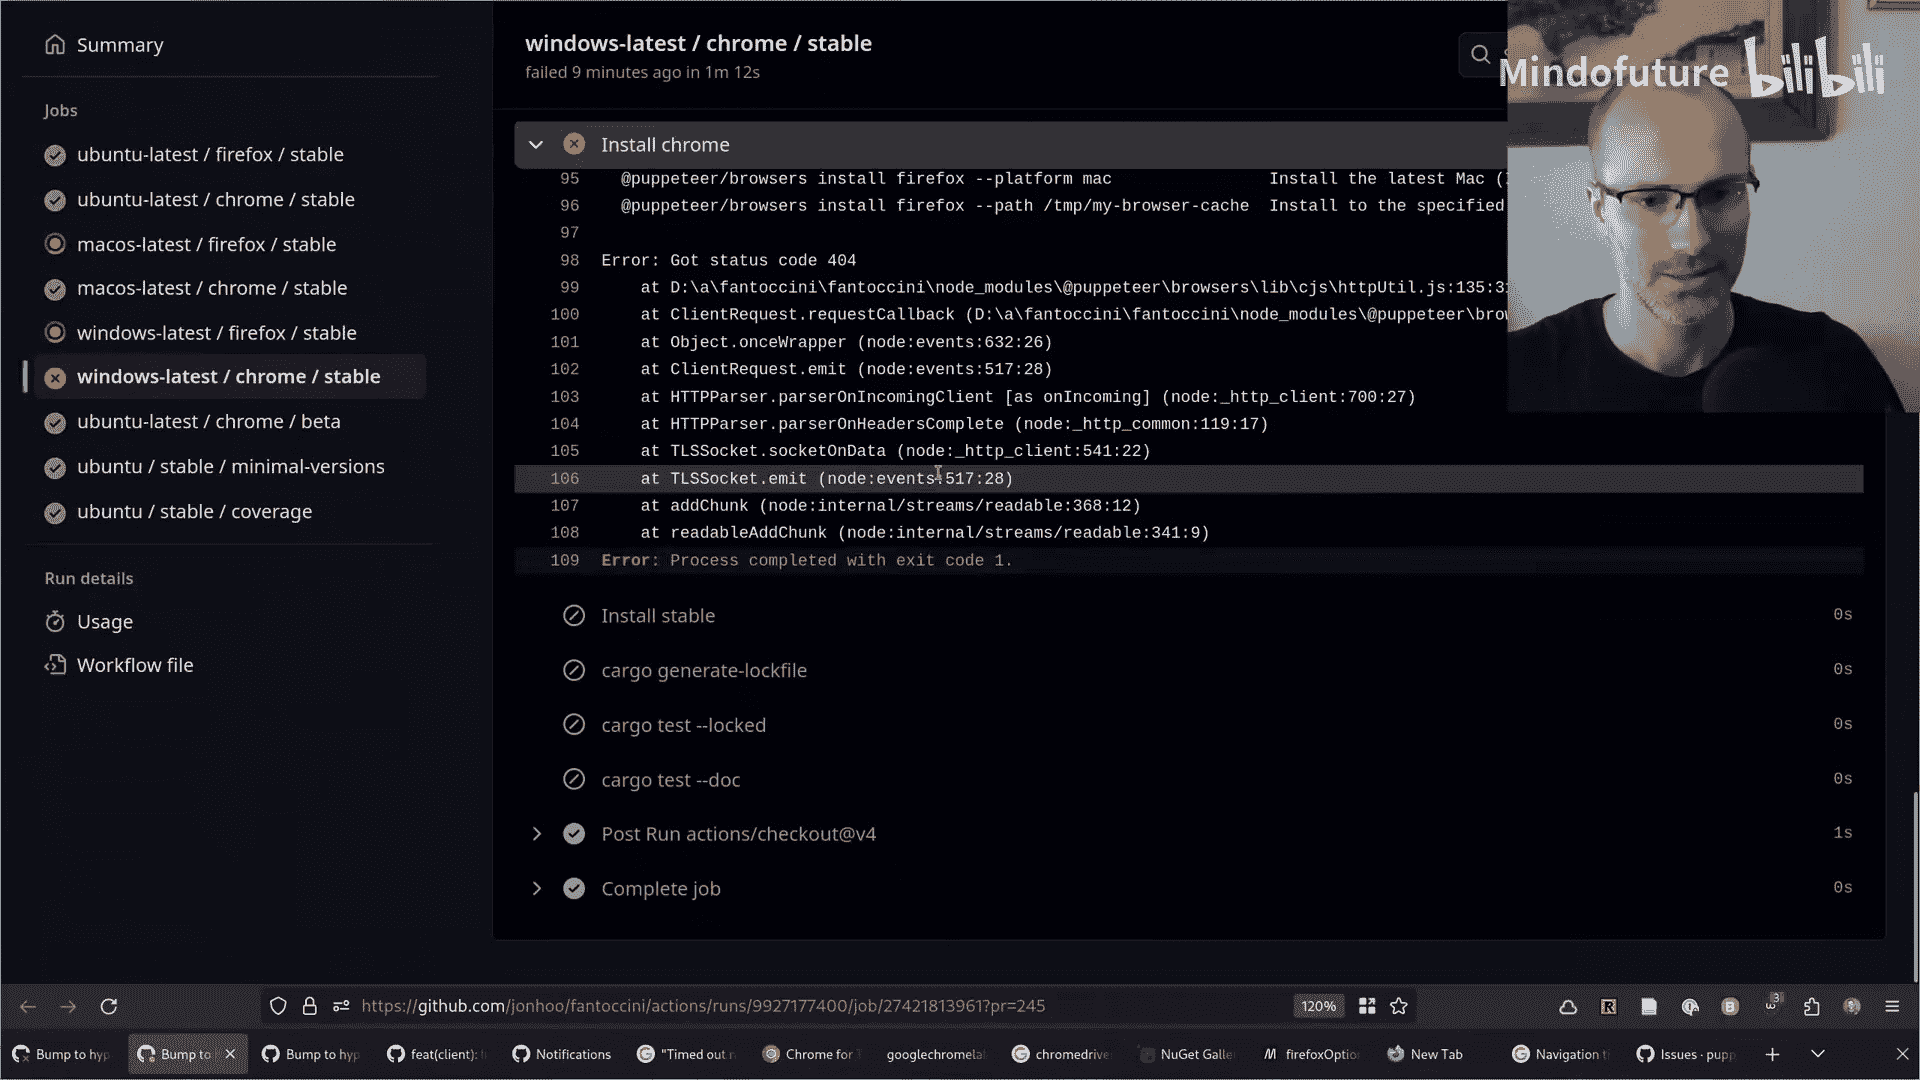 Summary
Jobs
ubuntu-latest / firefox / stable
ubuntu-latest / chrome / stable
macos-latest / firefox / stable
macos-latest / chrome / stable
windows-latest / firefox / stable
windows-latest / chrome / stable
ubuntu-latest / chrome / beta
ubuntu / stable / minimal-versions
ubuntu / stable / coverage
Run details
Usage
Workflow file
windows-latest / chrome / stable
failed 9 minutes ago in 1m 12s
Mindofuture bilibili
Install chrome
95 @puppeteer/browsers install firefox --platform mac Install the latest Mac (
96 @puppeteer/browsers install firefox --path /tmp/my-browser-cache Install to the specified
97
98 Error: Got status code 404
99 at D:\a\fantoccini\fantoccini\node_modules\@puppeteer\browsers\lib\cjs\httpUtil.js:135:3
100 at ClientRequest.requestCallback (D:\a\fantoccini\fantoccini\node_modules\@puppeteer\brow
101 at Object.onceWrapper (node:events:632:26)
102 at ClientRequest.emit (node:events:517:28)
103 at HTTPParser.parserOnIncomingClient [as onIncoming] (node:_http_client:700:27)
104 at HTTPParser.parserOnHeadersComplete (node:_http_common:119:17)
105 at TLSSocket.socketOnData (node:_http_client:541:22)
106 at TLSSocket.emit (node:events:517:28)
107 at addChunk (node:internal/streams/readable:368:12)
108 at readableAddChunk (node:internal/streams/readable:341:9)
109 Error: Process completed with exit code 1.
Install stable 0s
cargo generate-lockfile 0s
cargo test --locked 0s
cargo test --doc 0s
Post Run actions/checkout@v4 1s
Complete job 0s
https://github.com/jonhoo/fantoccini/actions/runs/9927177400/job/27421813961?pr=245 120% 3
Bump to hyp Bump to Bump to hyp feat(client): Notifications "Timed out Chrome for googlechromela chromedrive NuGet Galle firefoxOptio New Tab Navigation t Issues · pupp